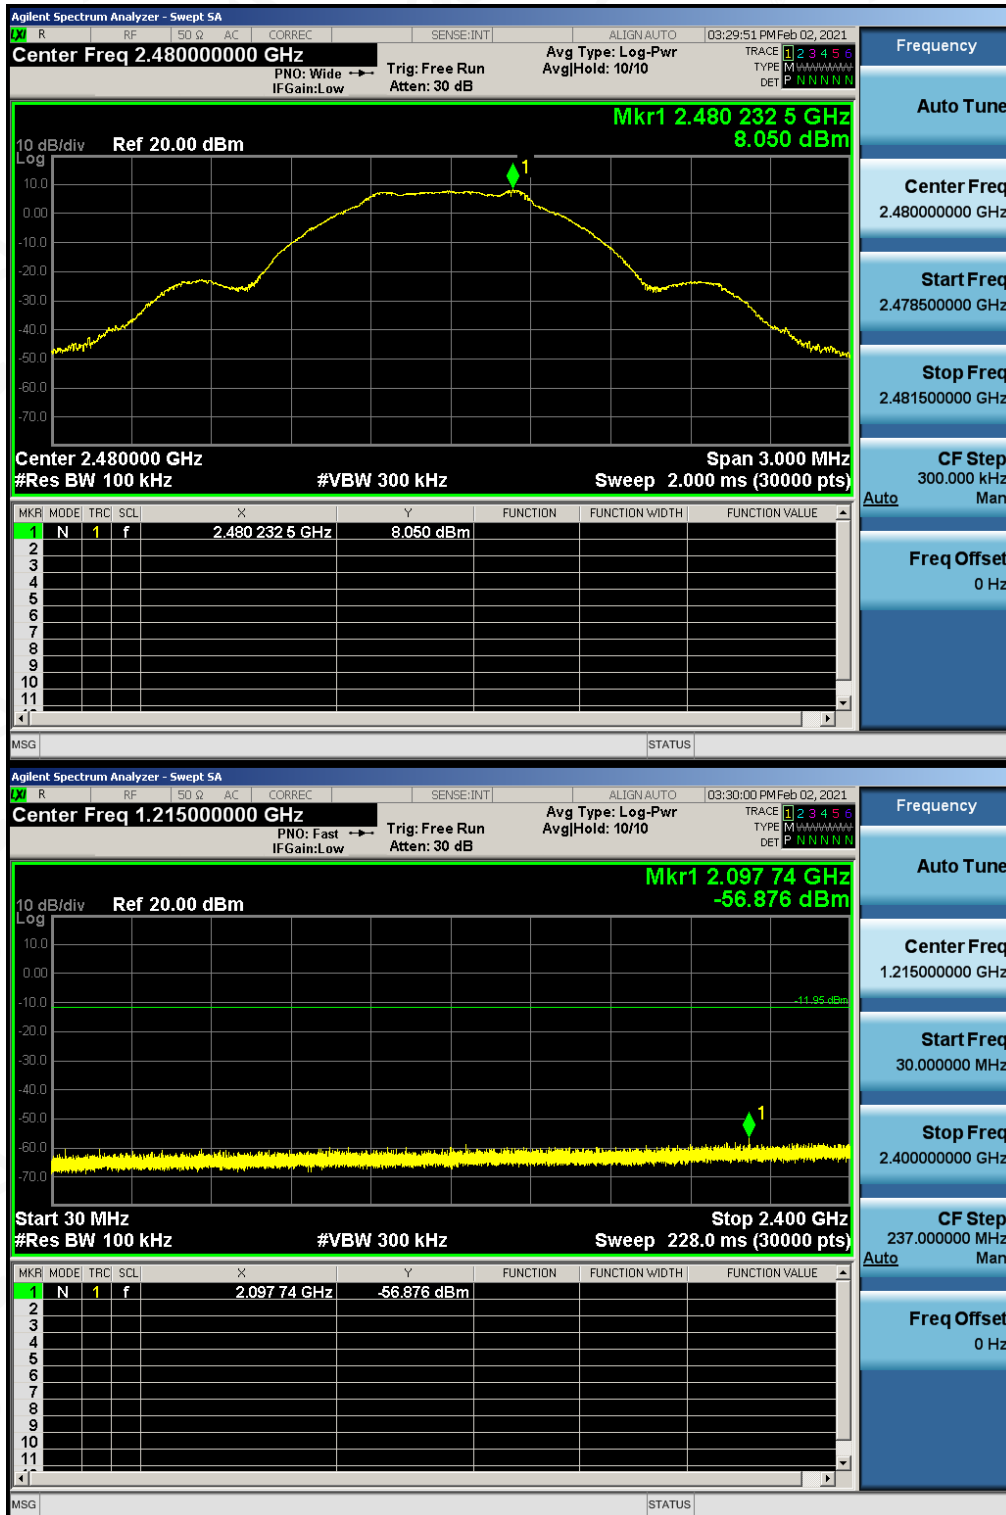 Agilent Spectrum Analyzer - Swept SA
LXI R RF 50 Ω AC CORREC SENSE:INT ALIGN AUTO 03:29:51 PM Feb 02, 2021
Center Freq 2.480000000 GHz
PNO: Wide
IFGain:Low
Trig: Free Run
Atten: 30 dB
Avg Type: Log-Pwr
Avg|Hold: 10/10
TRACE 1 2 3 4 5 6
TYPE M WWWWW
DET P N N N N N
Mkr1 2.480 232 5 GHz
8.050 dBm
10 dB/div Ref 20.00 dBm
Log
10.0
0.00
-10.0
-20.0
-30.0
-40.0
-50.0
-60.0
-70.0
1
Center 2.480000 GHz Span 3.000 MHz
#Res BW 100 kHz #VBW 300 kHz Sweep 2.000 ms (30000 pts)
MKR MODE TRC SCL X Y FUNCTION FUNCTION WIDTH FUNCTION VALUE
1 N 1 f 2.480 232 5 GHz 8.050 dBm
2
3
4
5
6
7
8
9
10
11
MSG STATUS
Frequency
Auto Tune
Center Freq
2.480000000 GHz
Start Freq
2.478500000 GHz
Stop Freq
2.481500000 GHz
CF Step
300.000 kHz
Auto Man
Freq Offset
0 Hz
Agilent Spectrum Analyzer - Swept SA
LXI R RF 50 Ω AC CORREC SENSE:INT ALIGN AUTO 03:30:00 PM Feb 02, 2021
Center Freq 1.215000000 GHz
PNO: Fast
IFGain:Low
Trig: Free Run
Atten: 30 dB
Avg Type: Log-Pwr
Avg|Hold: 10/10
TRACE 1 2 3 4 5 6
TYPE M WWWWW
DET P N N N N N
Mkr1 2.097 74 GHz
-56.876 dBm
10 dB/div Ref 20.00 dBm
Log
10.0
0.00
-10.0
-20.0
-30.0
-40.0
-50.0
-60.0
-70.0
-11.95 dBm
1
Start 30 MHz Stop 2.400 GHz
#Res BW 100 kHz #VBW 300 kHz Sweep 228.0 ms (30000 pts)
MKR MODE TRC SCL X Y FUNCTION FUNCTION WIDTH FUNCTION VALUE
1 N 1 f 2.097 74 GHz -56.876 dBm
2
3
4
5
6
7
8
9
10
11
MSG STATUS
Frequency
Auto Tune
Center Freq
1.215000000 GHz
Start Freq
30.000000 MHz
Stop Freq
2.400000000 GHz
CF Step
237.000000 MHz
Auto Man
Freq Offset
0 Hz